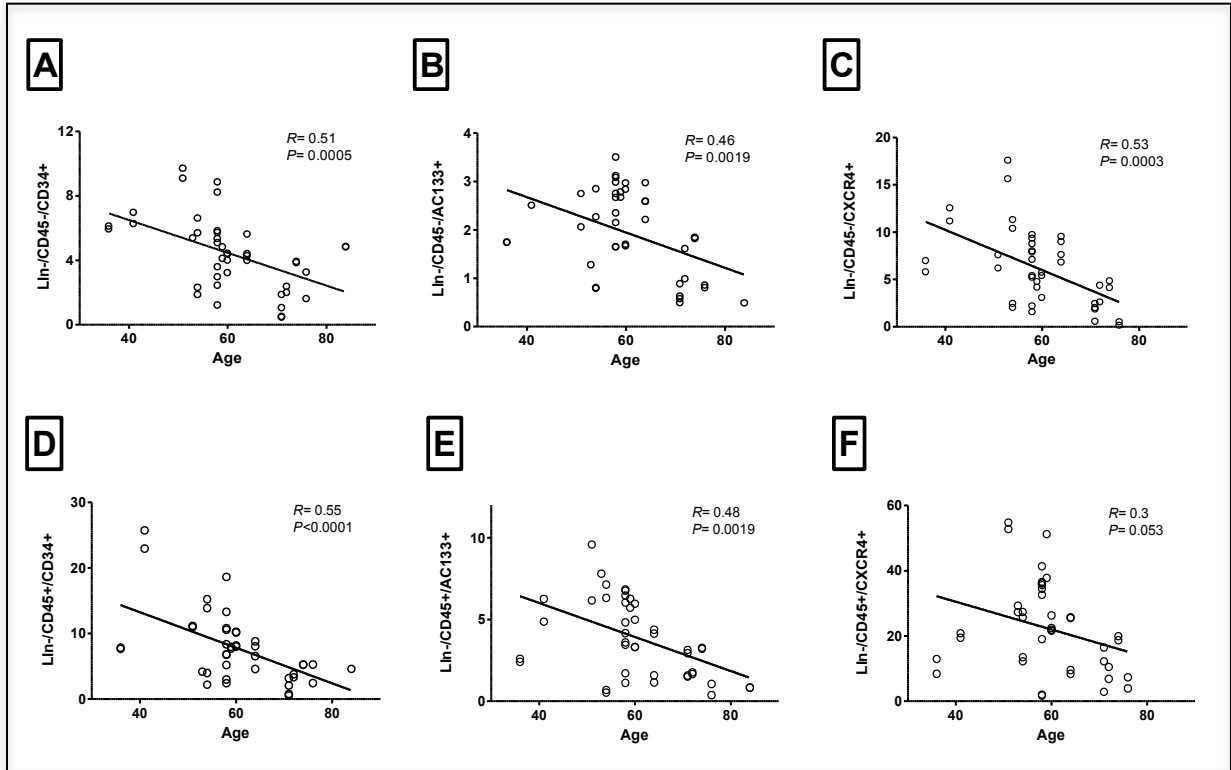 A
B
C
R= 0.51
P= 0.0005
R= 0.46
P= 0.0019
R= 0.53
P= 0.0003
LIn-/CD45-/CD34+
12
8
4
0
40
60
80
Age
LIn-/CD45-/AC133+
4
3
2
1
0
40
60
80
Age
LIn-/CD45-/CXCR4+
20
15
10
5
0
40
60
80
Age
D
E
F
R= 0.55
P<0.0001
R= 0.48
P= 0.0019
R= 0.3
P= 0.053
LIn-/CD45+/CD34+
30
20
10
0
40
60
80
Age
LIn-/CD45+/AC133+
10
5
0
40
60
80
Age
LIn-/CD45+/CXCR4+
60
40
20
0
40
60
80
Age